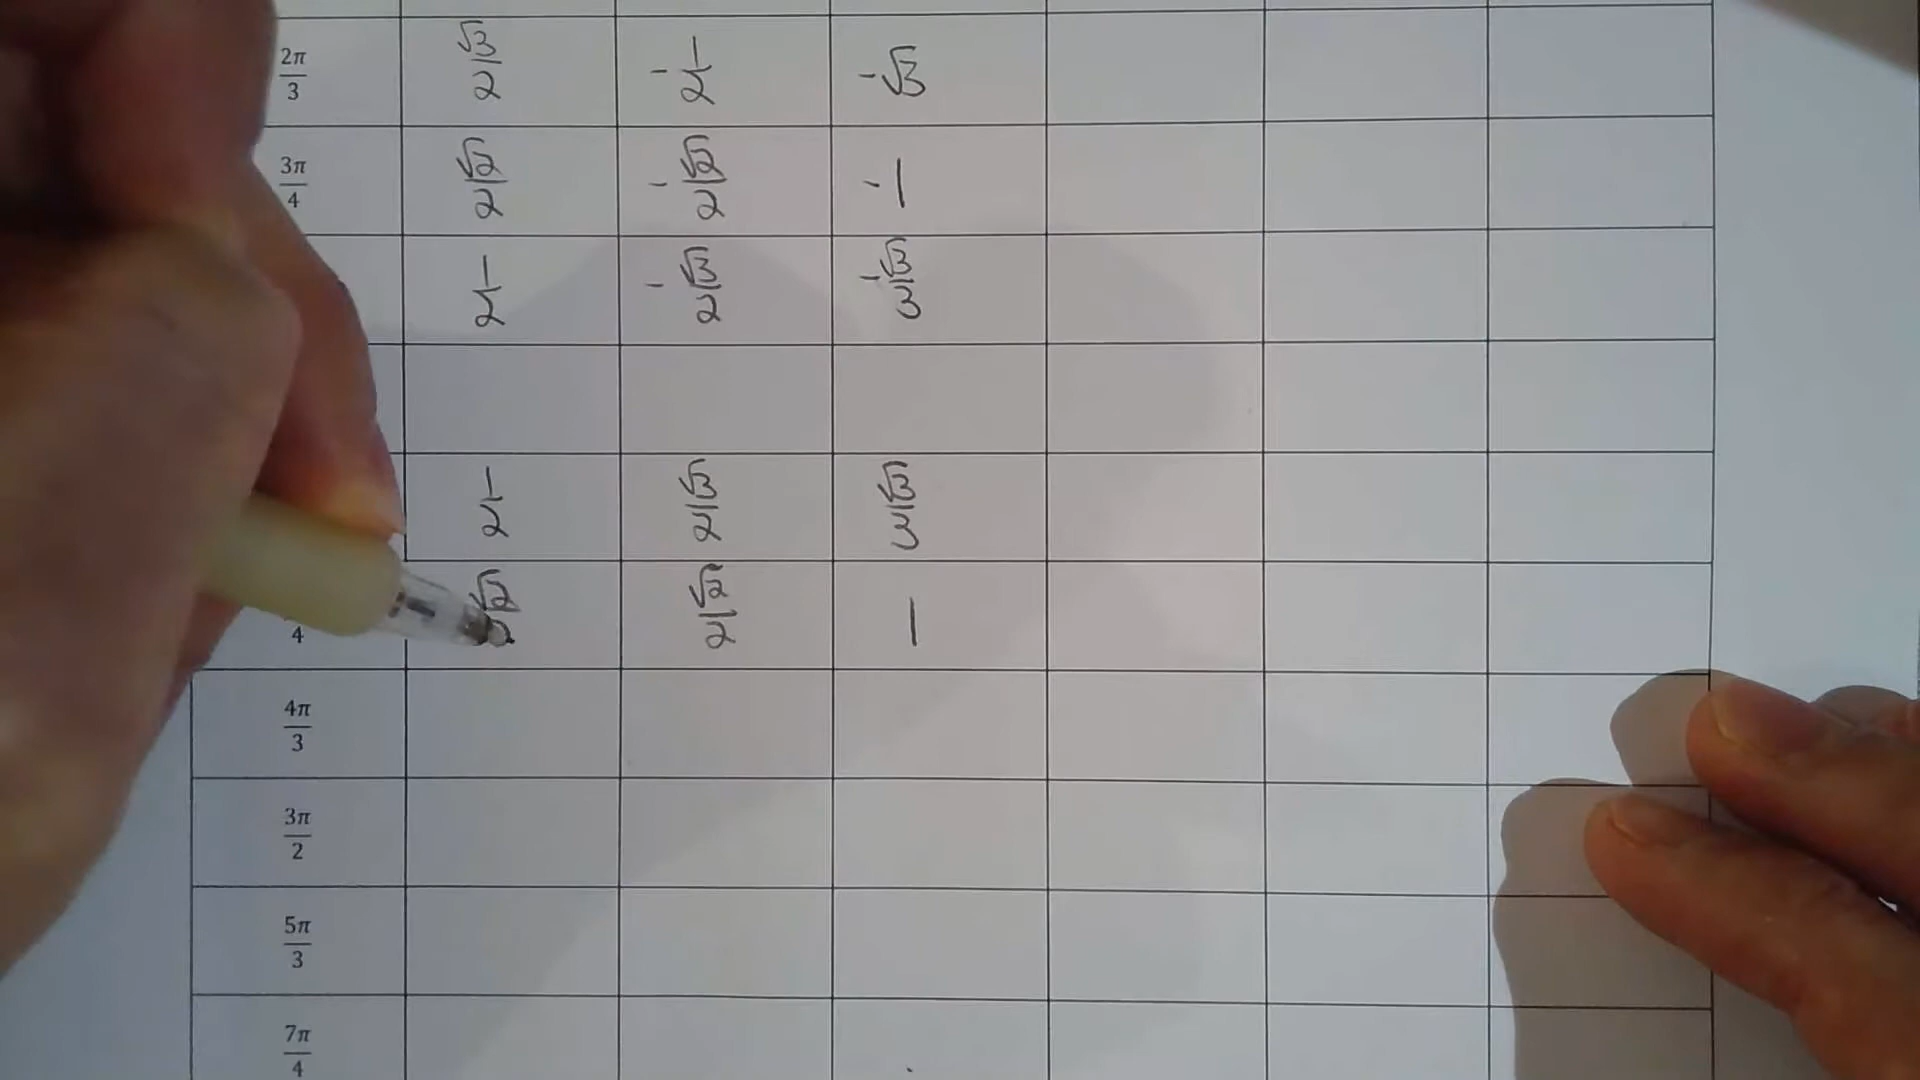 2π/3 √3/2 -1/2 -√3
3π/4 √2/2 -√2/2 -1
1/2 -√3/2 -√3/3
1/2 √3/2 √3/3
4 √2/2 √2/2 1
4π/3
3π/2
5π/3
7π/4